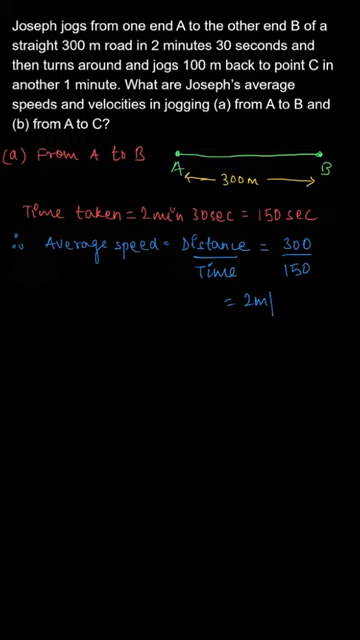 Joseph jogs from one end A to the other end B of a
straight 300 m road in 2 minutes 30 seconds and
then turns around and jogs 100 m back to point C in
another 1 minute. What are Joseph's average
speeds and velocities in jogging (a) from A to B and
(b) from A to C?
(a) From A to B
A B
300m
Time taken = 2min 30sec = 150 sec
∴ Average speed = Distance = 300
Time 150
= 2m/